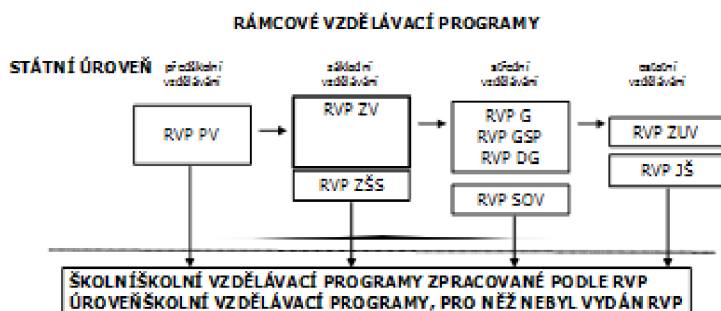 RÁMCOVÉ VZDĚLÁVACÍ PROGRAMY
STÁTNÍ ÚROVEŇ
předškolní vzdělávání
základní vzdělávání
střední vzdělávání
ostatní vzdělávání
RVP PV
RVP ZV
RVP ZŠS
RVP G
RVP GSP
RVP DG
RVP SOV
RVP ZUV
RVP JŠ
ŠKOLNÍŠKOLNÍ VZDĚLÁVACÍ PROGRAMY ZPRACOVANÉ PODLE RVP
ÚROVEŇŠKOLNÍ VZDĚLÁVACÍ PROGRAMY, PRO NĚŽ NEBYL VYDÁN RVP